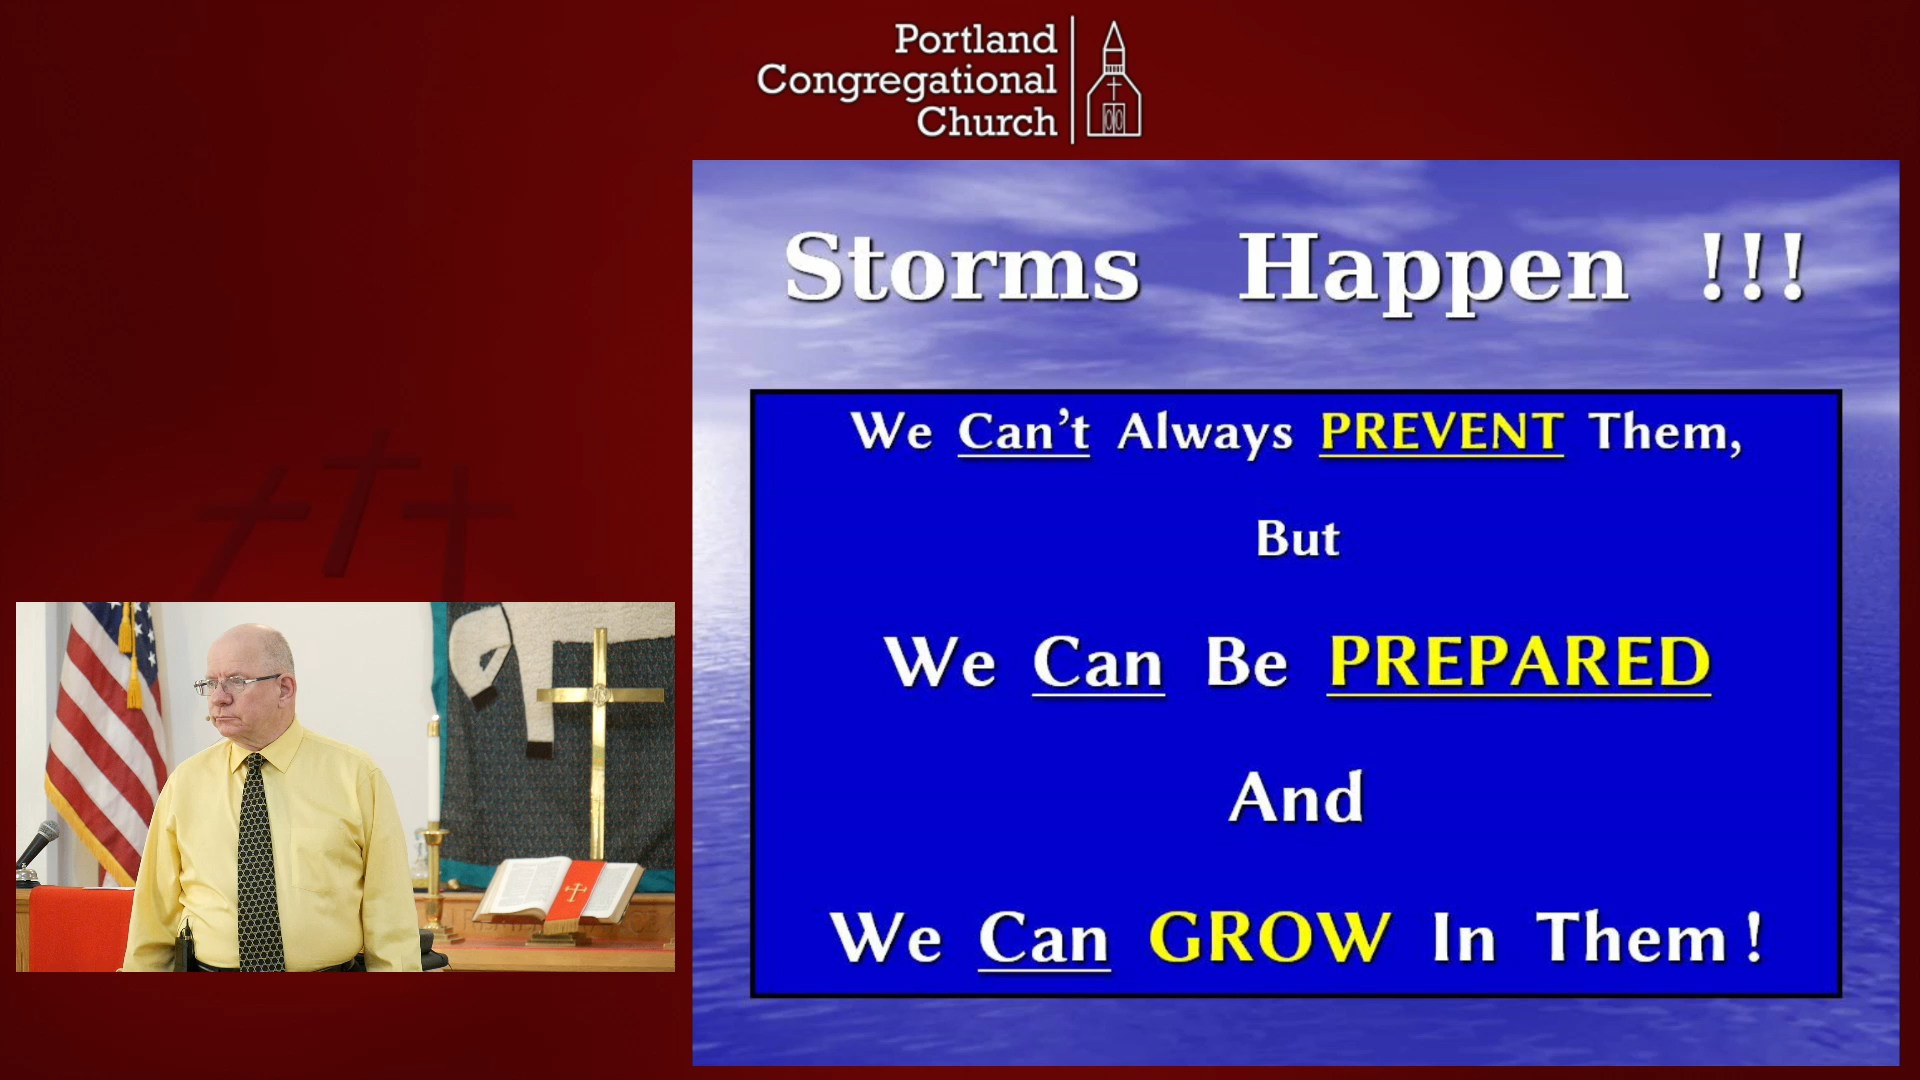 Portland
Congregational
Church
Storms Happen !!!
We Can't Always PREVENT Them,
But
We Can Be PREPARED
And
We Can GROW In Them !